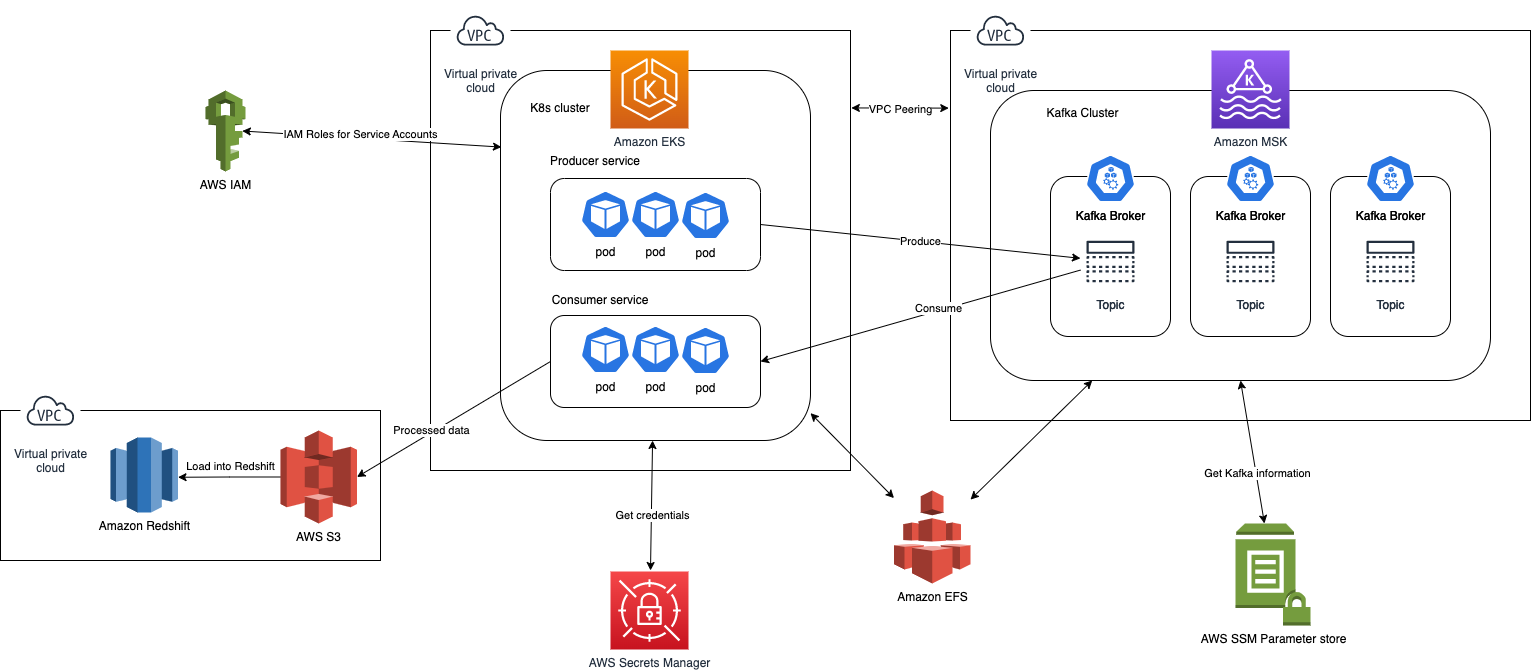 VPC
Virtual private
cloud
K8s cluster
K
Amazon EKS
VPC Peering
VPC
Virtual private
cloud
Kafka Cluster
K
Amazon MSK
IAM Roles for Service Accounts
AWS IAM
Producer service
pod
pod
pod
Produce
Kafka Broker
Kafka Broker
Kafka Broker
Topic
Topic
Topic
Consumer service
pod
pod
pod
Consume
Processed data
VPC
Virtual private
cloud
Load into Redshift
Amazon Redshift
AWS S3
Get credentials
AWS Secrets Manager
Amazon EFS
Get Kafka information
AWS SSM Parameter store